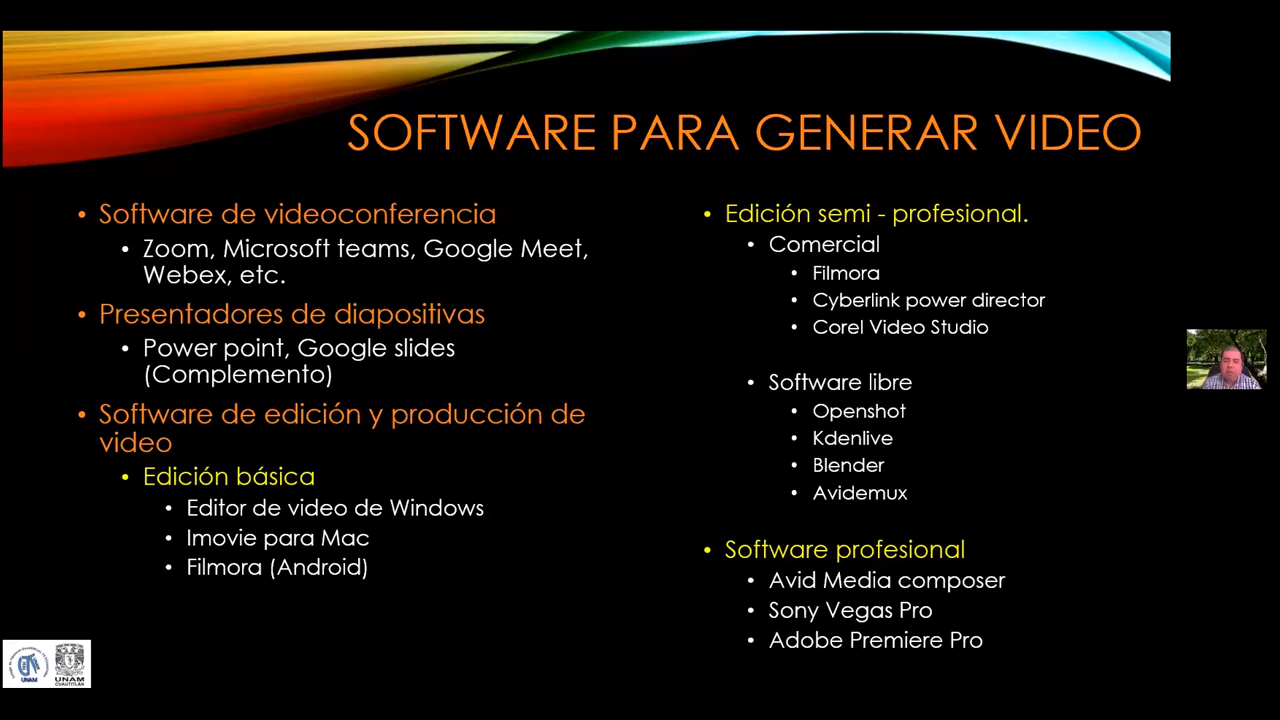 SOFTWARE PARA GENERAR VIDEO
• Software de videoconferencia
• Zoom, Microsoft teams, Google Meet,
Webex, etc.
• Presentadores de diapositivas
• Power point, Google slides
(Complemento)
• Software de edición y producción de
video
• Edición básica
• Editor de video de Windows
• Imovie para Mac
• Filmora (Android)
• Edición semi - profesional.
• Comercial
• Filmora
• Cyberlink power director
• Corel Video Studio
• Software libre
• Openshot
• Kdenlive
• Blender
• Avidemux
• Software profesional
• Avid Media composer
• Sony Vegas Pro
• Adobe Premiere Pro
UNAM
UNAM
CUAUTITLÁN